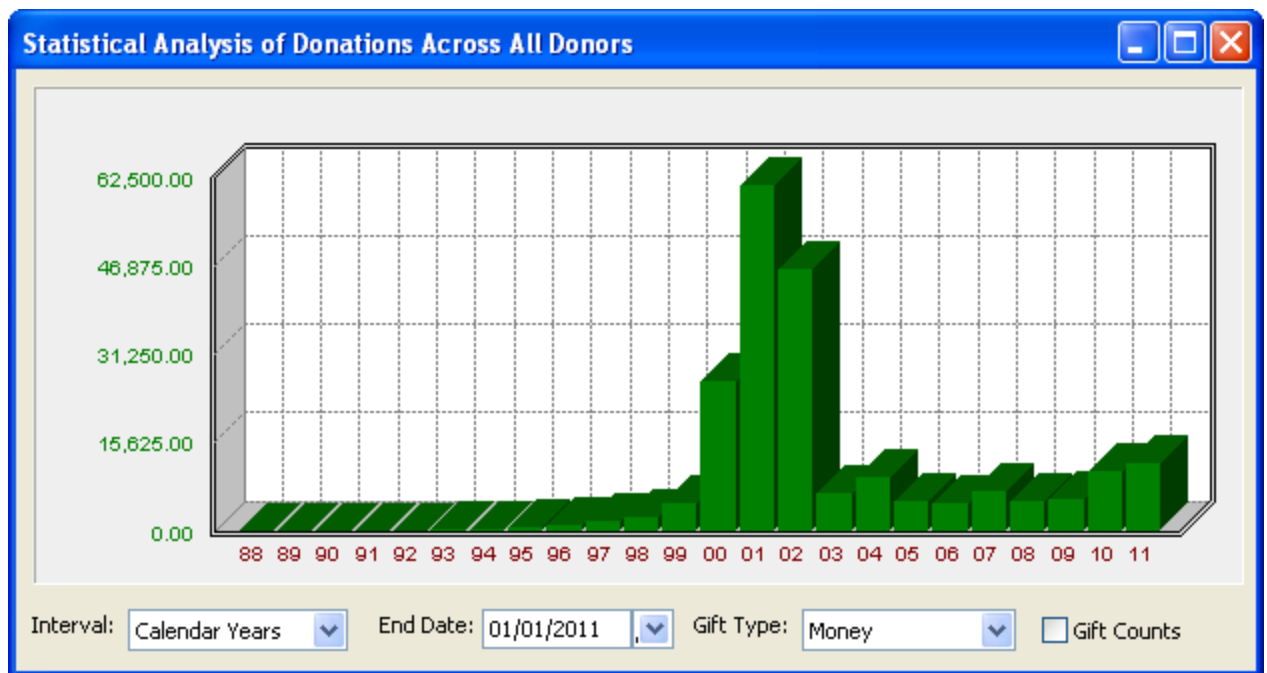 Statistical Analysis of Donations Across All Donors
62,500.00
46,875.00
31,250.00
15,625.00
0.00
88 89 90 91 92 93 94 95 96 97 98 99 00 01 02 03 04 05 06 07 08 09 10 11
Interval: Calendar Years End Date: 01/01/2011 Gift Type: Money Gift Counts